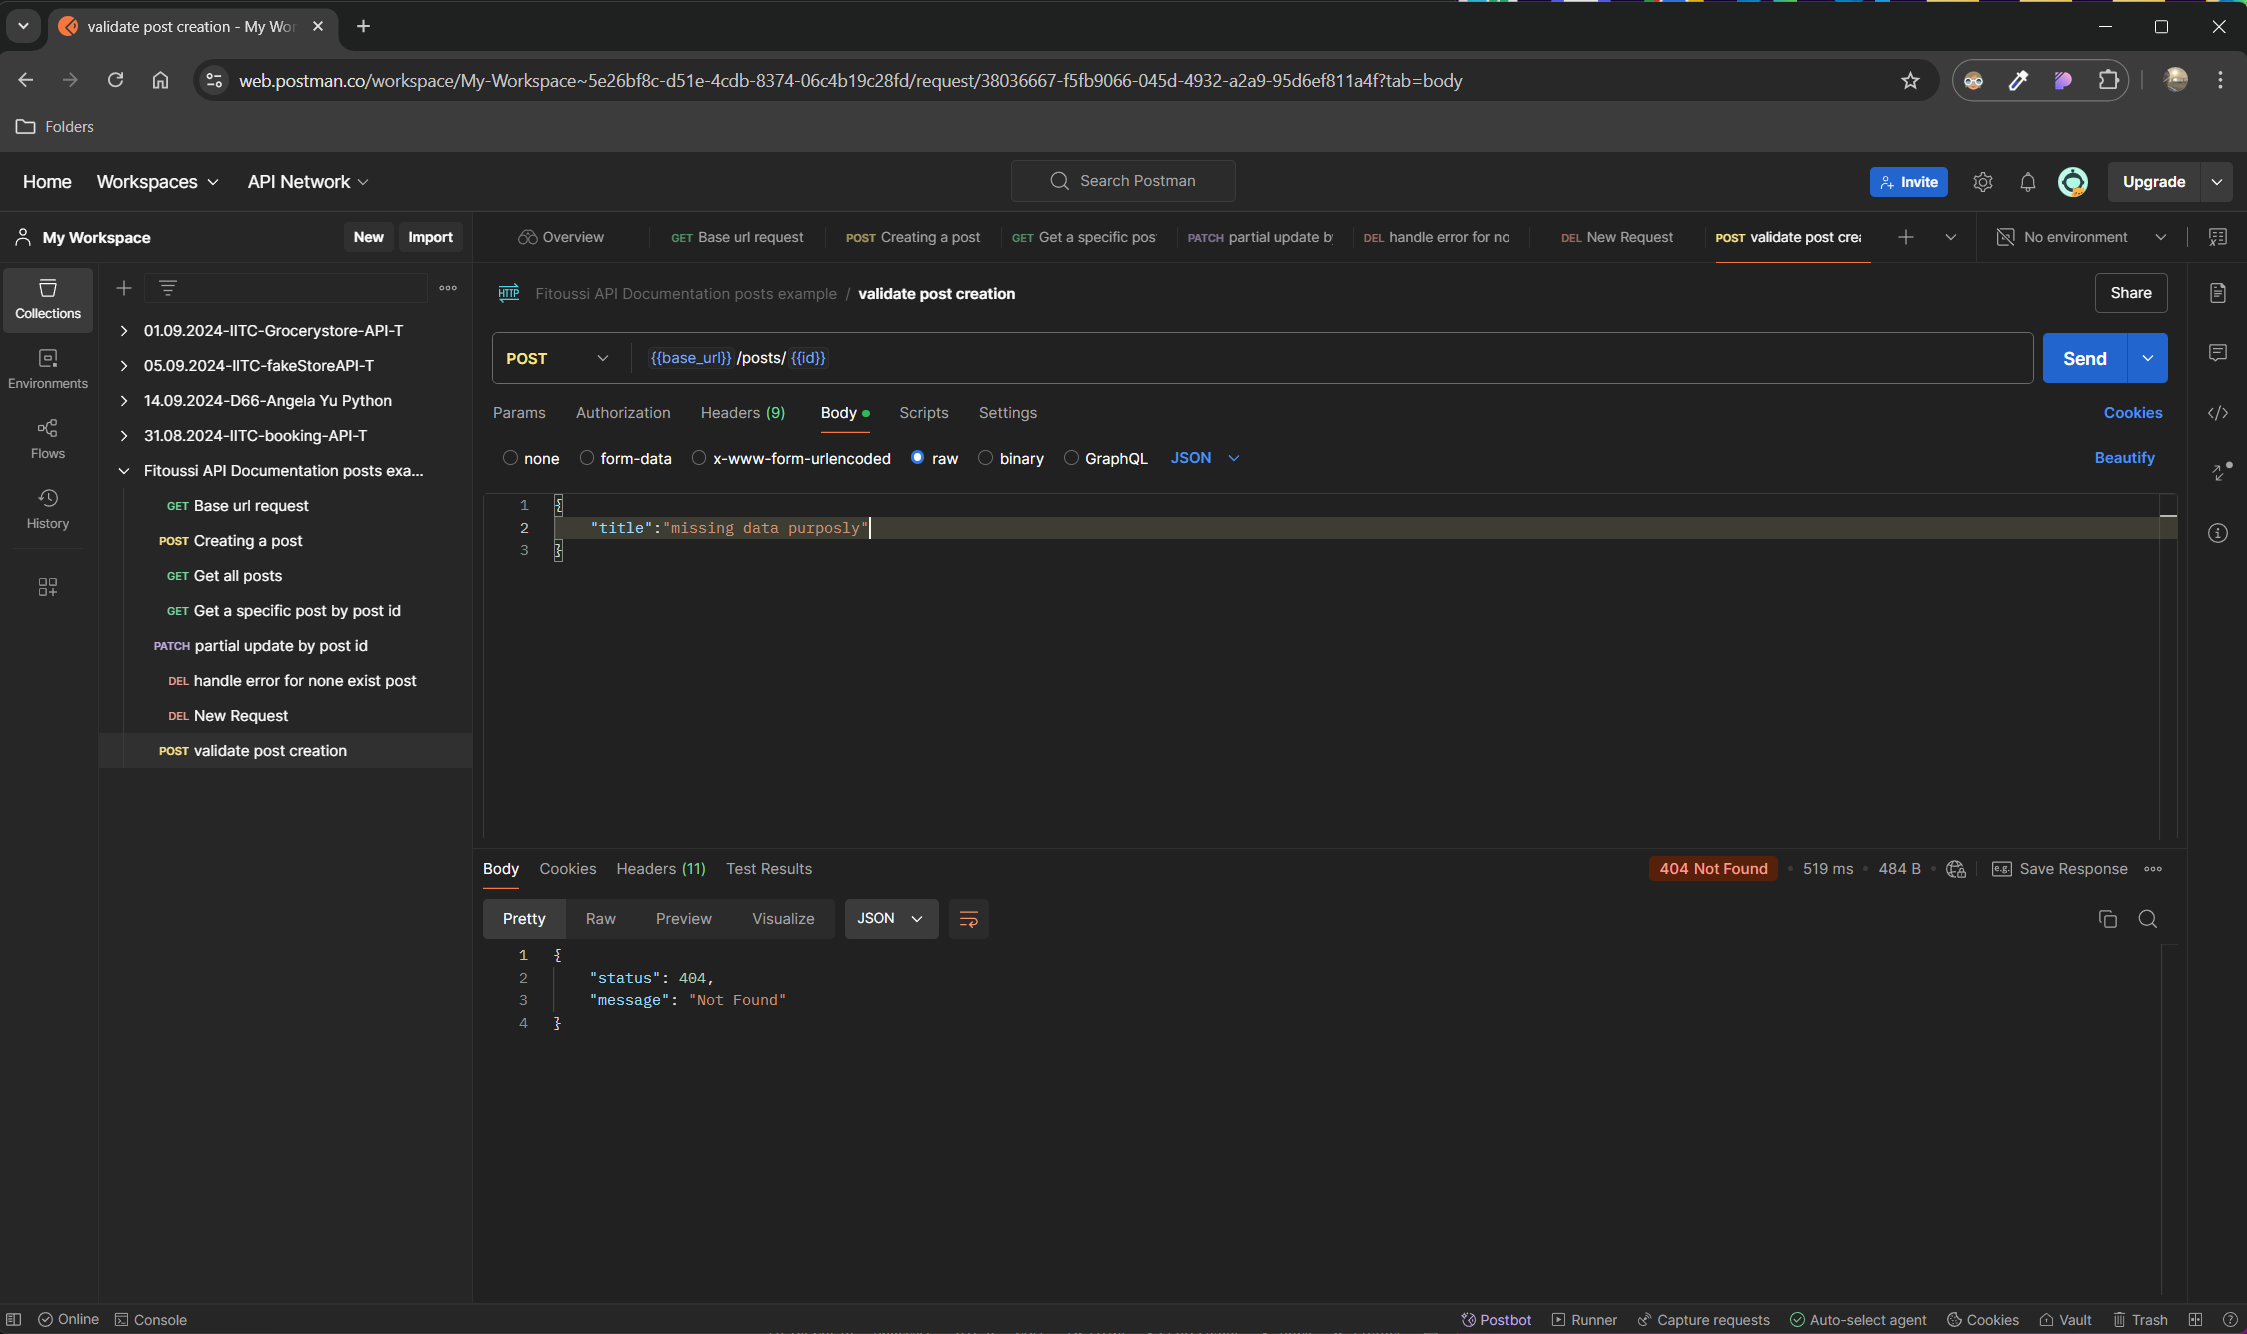 validate post creation - My Wor
web.postman.co/workspace/My-Workspace~5e26bf8c-d51e-4cdb-8374-06c4b19c28fd/request/38036667-f5fb9066-045d-4932-a2a9-95d6ef811a4f?tab=body
Folders
Home Workspaces API Network Search Postman Invite Upgrade
My Workspace New Import
Overview GET Base url request POST Creating a post GET Get a specific pos PATCH partial update b DEL handle error for no DEL New Request POST validate post crea No environment
Collections
Environments
Flows
History
01.09.2024-IITC-Grocerystore-API-T
05.09.2024-IITC-fakeStoreAPI-T
14.09.2024-D66-Angela Yu Python
31.08.2024-IITC-booking-API-T
Fitoussi API Documentation posts exa...
GET Base url request
POST Creating a post
GET Get all posts
GET Get a specific post by post id
PATCH partial update by post id
DEL handle error for none exist post
DEL New Request
POST validate post creation
HTTP Fitoussi API Documentation posts example / validate post creation Share
POST {{base_url}}/posts/{{id}} Send
Params Authorization Headers (9) Body Scripts Settings Cookies
none form-data x-www-form-urlencoded raw binary GraphQL JSON Beautify
1 {
2 "title":"missing data purposly"
3 }
Body Cookies Headers (11) Test Results 404 Not Found 519 ms 484 B e.g. Save Response
Pretty Raw Preview Visualize JSON
1 {
2 "status": 404,
3 "message": "Not Found"
4 }
Online Console Postbot Runner Capture requests Auto-select agent Cookies Vault Trash